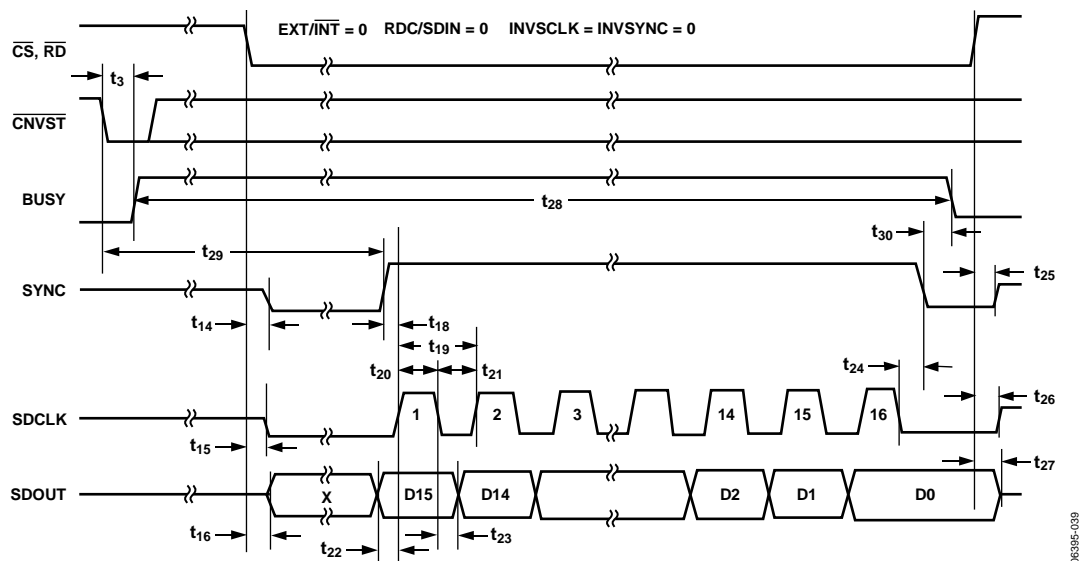 EXT/INT = 0 RDC/SDIN = 0 INVSCLK = INVSYNC = 0
CS, RD
t3
CNVST
BUSY
t28
t30
t29
t25
SYNC
t14
t18
t19
t20
t21
t24
t26
SDCLK
1 2 3 14 15 16
t15
t27
SDOUT
X D15 D14 D2 D1 D0
t16
t23
t22
06395-039